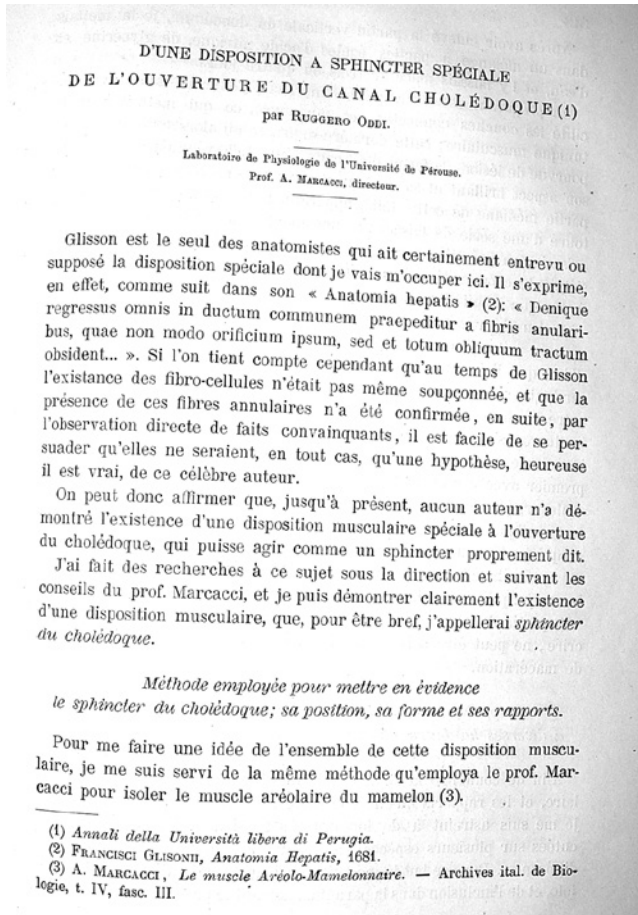 D'UNE DISPOSITION A SPHINCTER SPÉCIALE
DE L'OUVERTURE DU CANAL CHOLÉDOQUE (1)
par RUGGERO ODDI.
Laboratoire de Physiologie de l'Université de Pérouse.
Prof. A. MARCACCI, directeur.
Glisson est le seul des anatomistes qui ait certainement entrevu ou
supposé la disposition spéciale dont je vais m'occuper ici. Il s'exprime,
en effet, comme suit dans son « Anatomia hepatis » (2): « Denique
regressus omnis in ductum communem praepeditur a fibris anulari-
bus, quae non modo orificium ipsum, sed et totum obliquum tractum
obsident... ». Si l'on tient compte cependant qu'au temps de Glisson
l'existance des fibro-cellules n'était pas même soupçonnée, et que la
présence de ces fibres annulaires n'a été confirmée, en suite, par
l'observation directe de faits convainquants, il est facile de se per-
suader qu'elles ne seraient, en tout cas, qu'une hypothèse, heureuse
il est vrai, de ce célèbre auteur.
On peut donc affirmer que, jusqu'à présent, aucun auteur n'a dé-
montré l'existence d'une disposition musculaire spéciale à l'ouverture
du cholédoque, qui puisse agir comme un sphincter proprement dit.
J'ai fait des recherches à ce sujet sous la direction et suivant les
conseils du prof. Marcacci, et je puis démontrer clairement l'existence
d'une disposition musculaire, que, pour être bref, j'appellerai sphincter
du cholédoque.
Méthode employée pour mettre en évidence
le sphincter du cholédoque; sa position, sa forme et ses rapports.
Pour me faire une idée de l'ensemble de cette disposition muscu-
laire, je me suis servi de la même méthode qu'employa le prof. Mar-
cacci pour isoler le muscle aréolaire du mamelon (3).
(1) Annali della Università libera di Perugia.
(2) FRANCISCI GLISONII, Anatomia Hepatis, 1681.
(3) A. MARCACCI, Le muscle Aréolo-Mamelonnaire. — Archives ital. de Bio-
logie, t. IV, fasc. III.